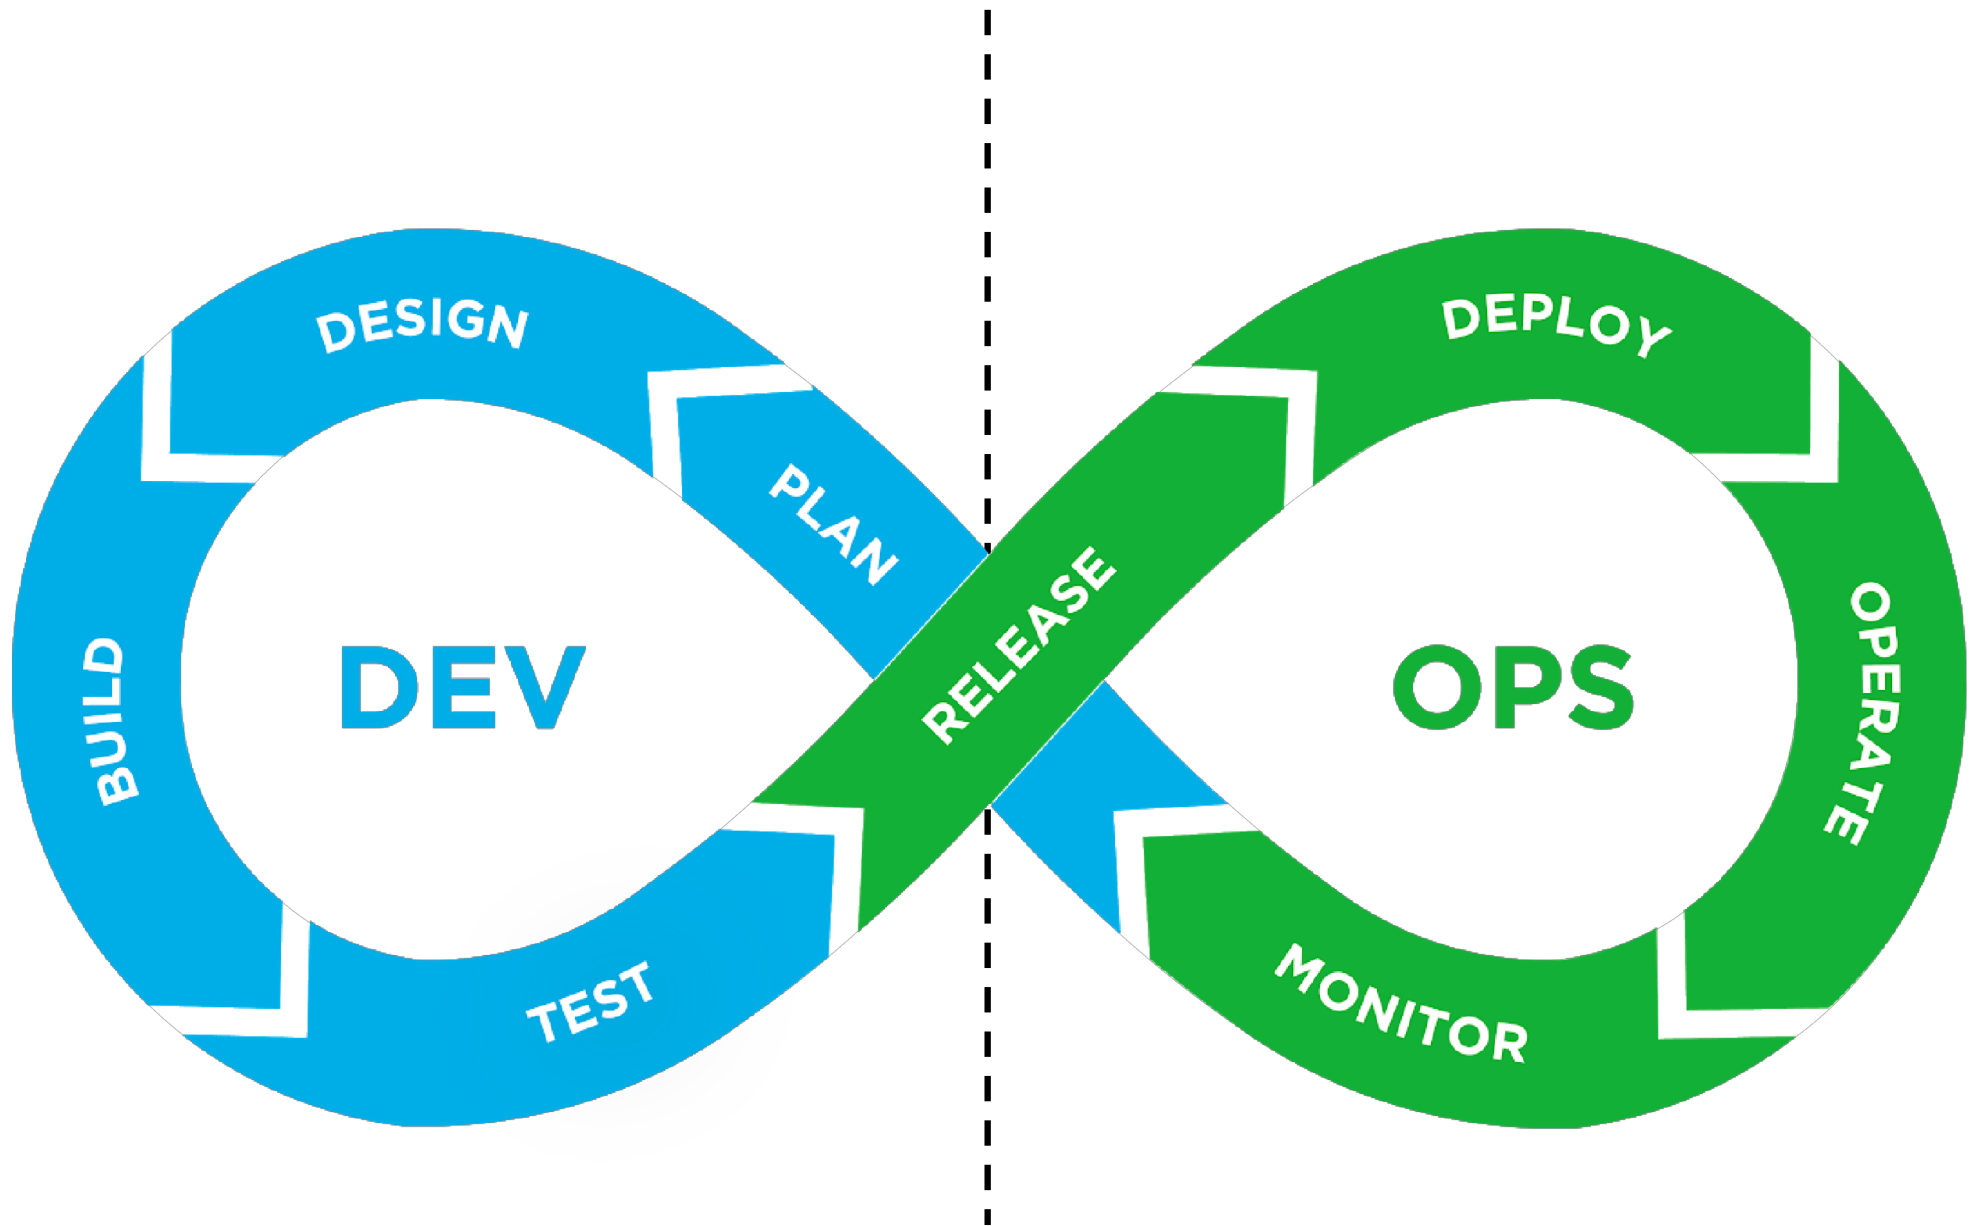 DESIGN
DEPLOY
PLAN
RELEASE
BUILD
DEV
OPS
OPERATE
TEST
MONITOR